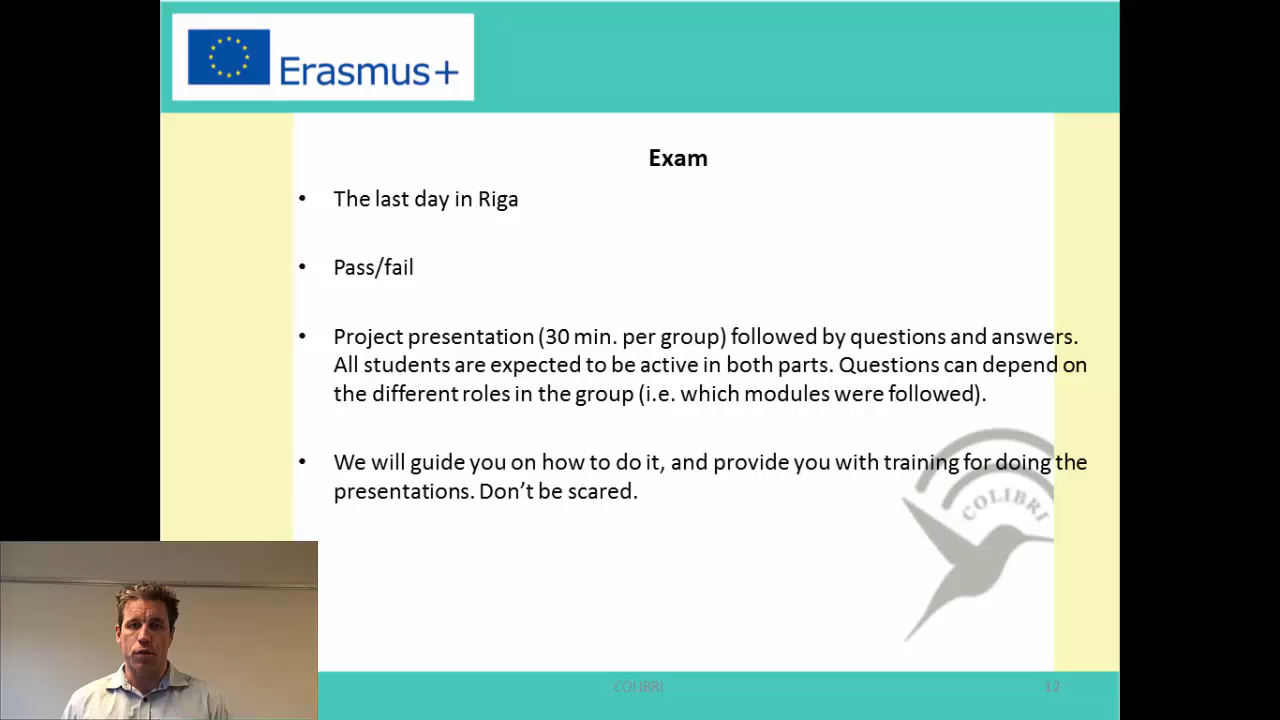 Erasmus+
Exam
• The last day in Riga
• Pass/fail
• Project presentation (30 min. per group) followed by questions and answers.
All students are expected to be active in both parts. Questions can depend on
the different roles in the group (i.e. which modules were followed).
• We will guide you on how to do it, and provide you with training for doing the
presentations. Don’t be scared.
COLIBRI
COLIBRI
12